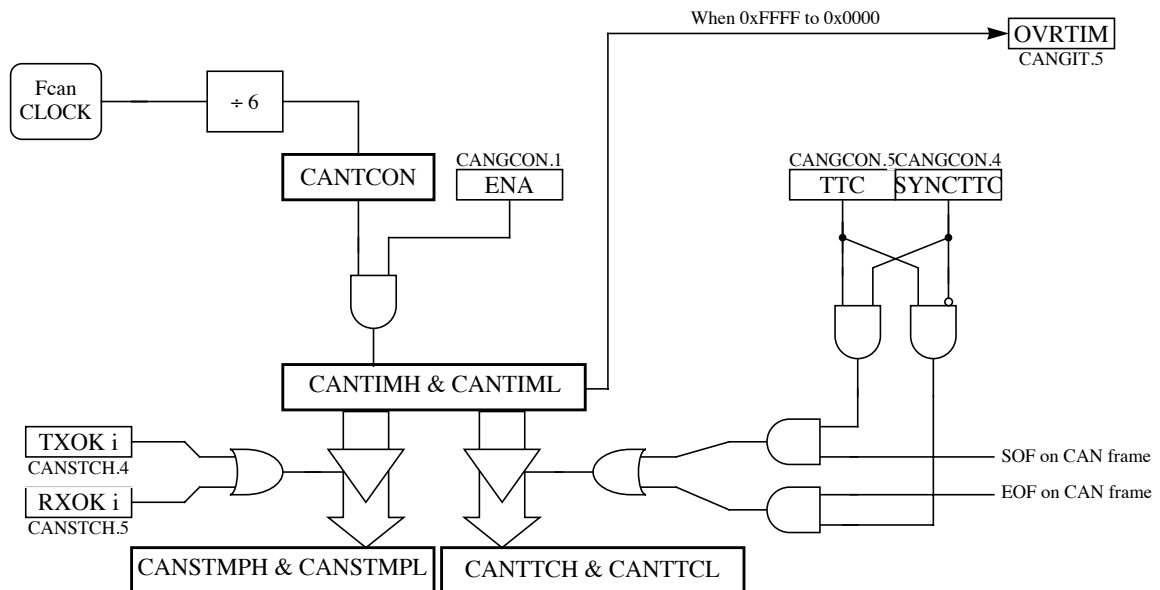 When 0xFFFF to 0x0000
OVRTIM
CANGIT.5
Fcan
CLOCK
÷ 6
CANTCON
CANGCON.1
ENA
CANGCON.5
CANGCON.4
TTC
SYNCTTC
CANTIMH & CANTIML
TXOK i
CANSTCH.4
RXOK i
CANSTCH.5
SOF on CAN frame
EOF on CAN frame
CANSTMPH & CANSTMPL
CANTTCH & CANTTCL